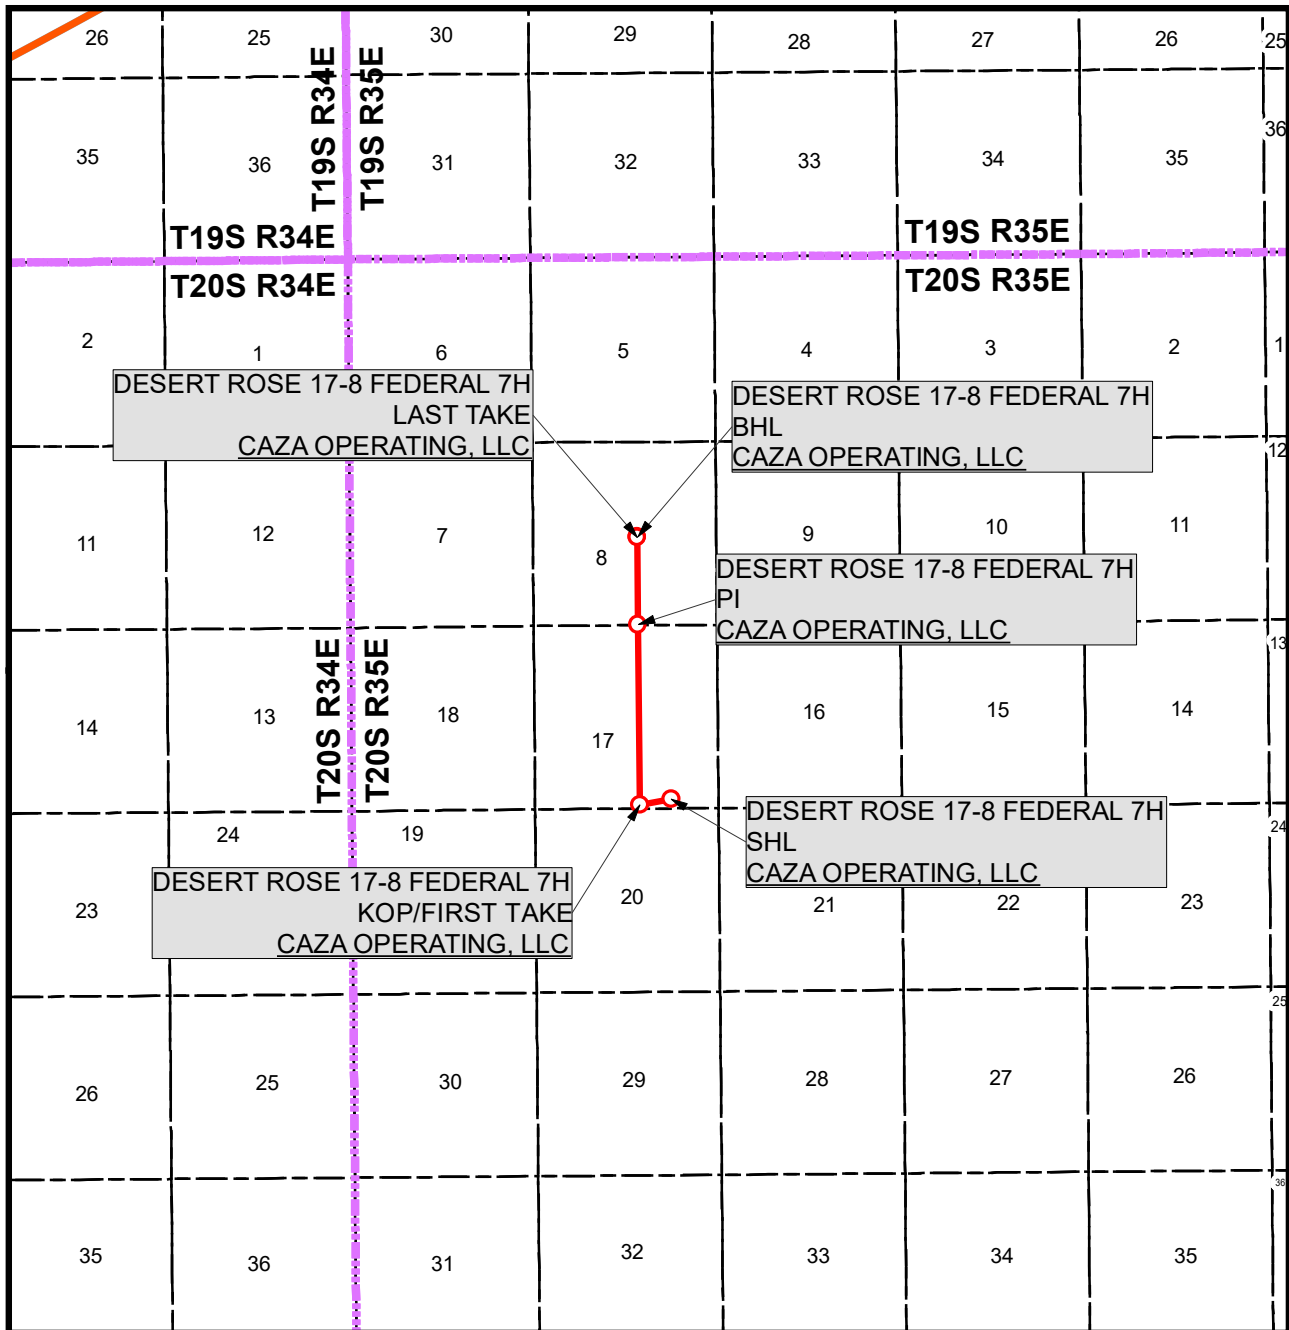 26
25
30
29
28
27
26
25
T19S R34E
T19S R35E
35
36
31
32
33
34
35
36
T19S R34E
T19S R35E
T20S R34E
T20S R35E
2
1
6
5
4
3
2
1
DESERT ROSE 17-8 FEDERAL 7H
LAST TAKE
CAZA OPERATING, LLC
DESERT ROSE 17-8 FEDERAL 7H
BHL
CAZA OPERATING, LLC
12
11
12
7
8
9
10
11
DESERT ROSE 17-8 FEDERAL 7H
PI
CAZA OPERATING, LLC
13
T20S R34E
T20S R35E
14
13
18
17
16
15
14
DESERT ROSE 17-8 FEDERAL 7H
SHL
CAZA OPERATING, LLC
24
19
24
DESERT ROSE 17-8 FEDERAL 7H
KOP/FIRST TAKE
CAZA OPERATING, LLC
23
20
21
22
23
25
26
25
30
29
28
27
26
36
35
36
31
32
33
34
35